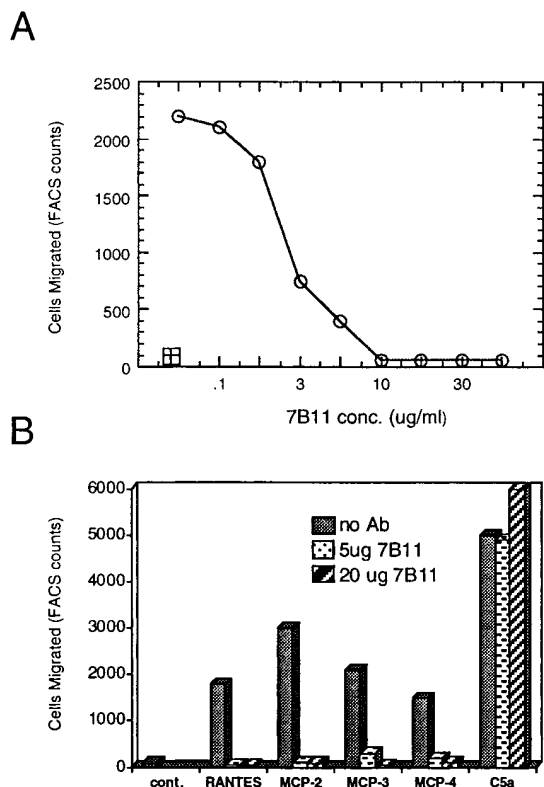 A
2500
2000
1500
1000
500
0
Cells Migrated (FACS counts)
.1 3 10 30
7B11 conc. (ug/ml)
B
6000
5000
4000
3000
2000
1000
0
Cells Migrated (FACS counts)
no Ab
5ug 7B11
20 ug 7B11
cont. RANTES MCP-2 MCP-3 MCP-4 C5a